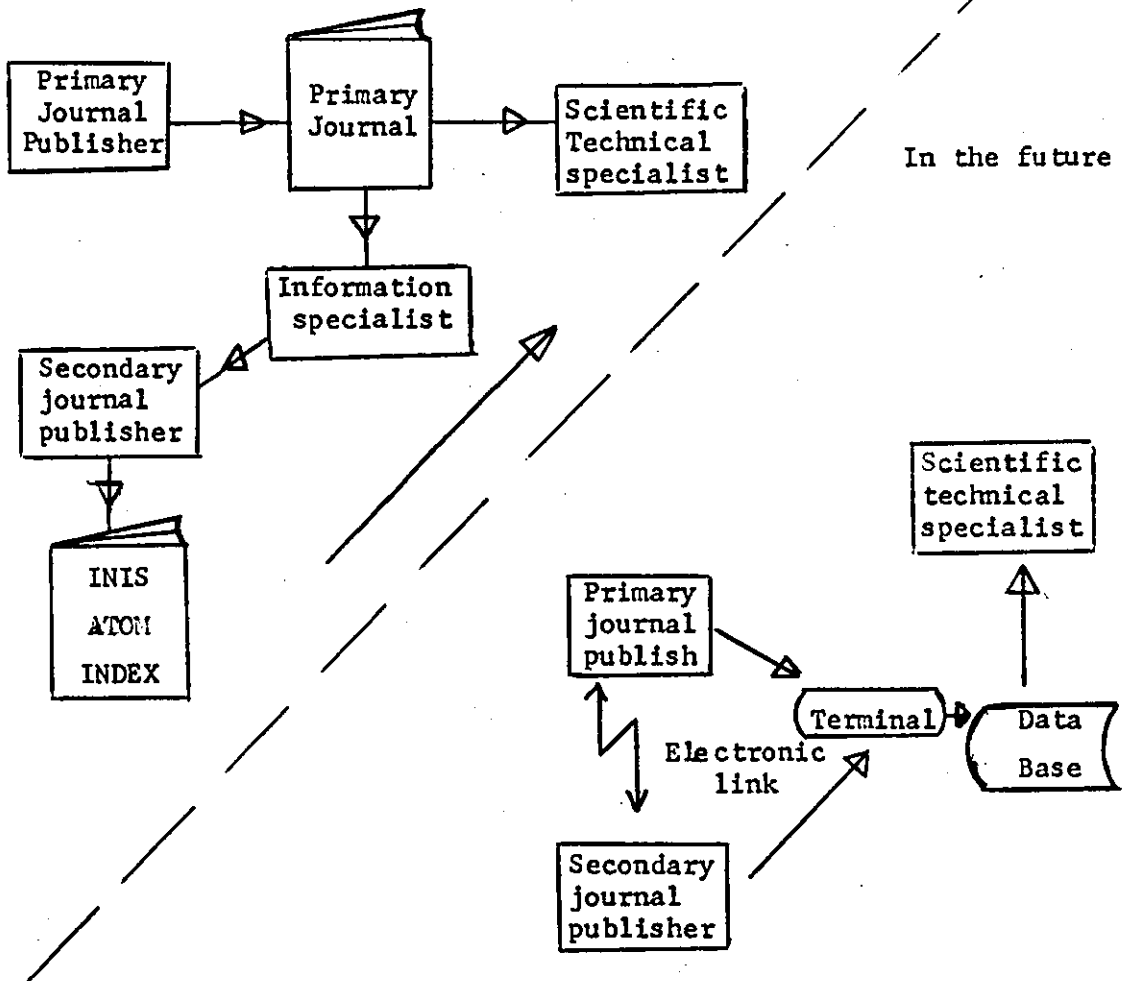 Primary
Journal
Publisher
Primary
Journal
Scientific
Technical
specialist
In the future
Information
specialist
Secondary
journal
publisher
INIS
ATOM
INDEX
Scientific
technical
specialist
Primary
journal
publish
Terminal
Data
Base
Electronic
link
Secondary
journal
publisher